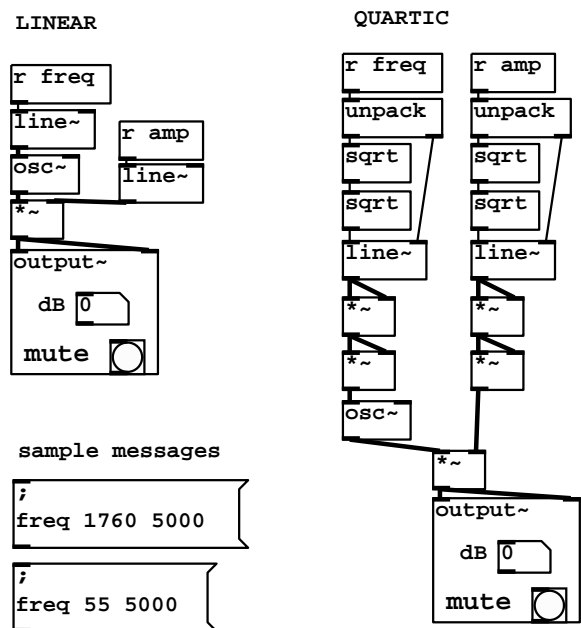 LINEAR
r freq
line~
r amp
osc~
line~
*~
output~
dB 0
mute
sample messages
;
freq 1760 5000
;
freq 55 5000
QUARTIC
r freq
r amp
unpack
unpack
sqrt
sqrt
sqrt
sqrt
line~
line~
*~
*~
*~
*~
osc~
*~
output~
dB 0
mute